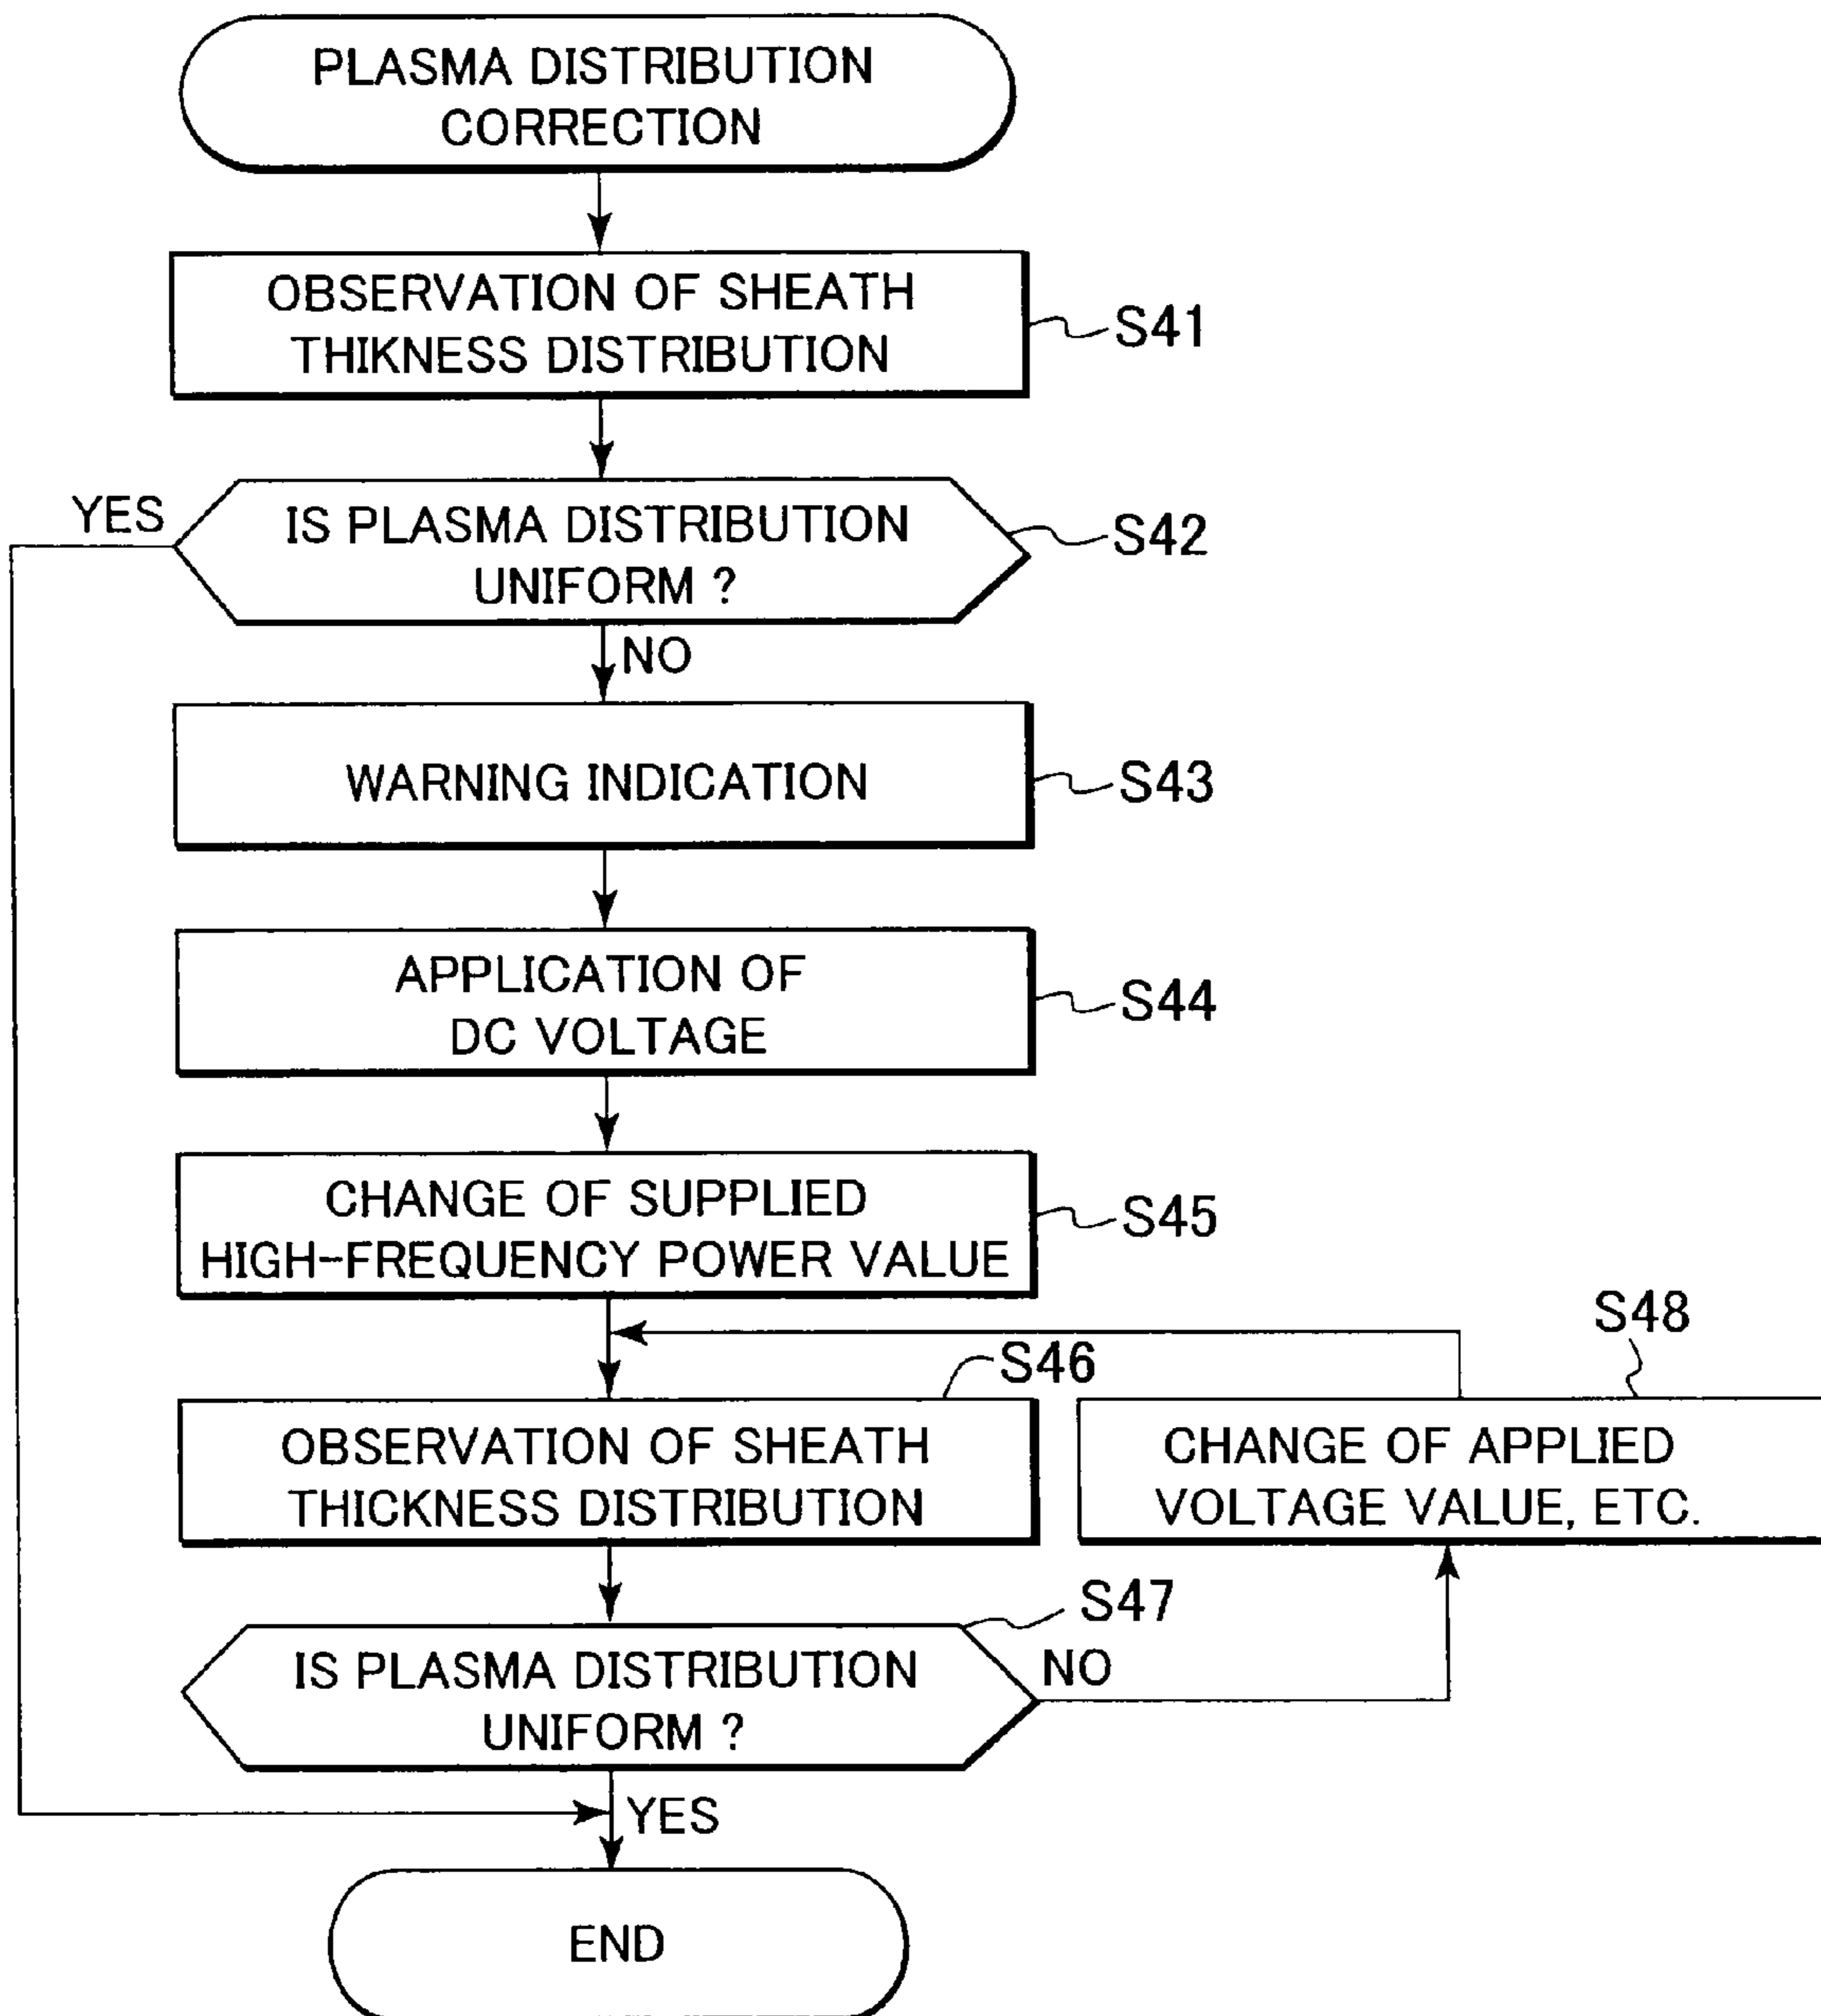 PLASMA DISTRIBUTION
CORRECTION
OBSERVATION OF SHEATH
THIKNESS DISTRIBUTION
S41
YES
IS PLASMA DISTRIBUTION
UNIFORM ?
S42
NO
WARNING INDICATION
S43
APPLICATION OF
DC VOLTAGE
S44
CHANGE OF SUPPLIED
HIGH-FREQUENCY POWER VALUE
S45
S46
OBSERVATION OF SHEATH
THICKNESS DISTRIBUTION
S48
CHANGE OF APPLIED
VOLTAGE VALUE, ETC.
S47
IS PLASMA DISTRIBUTION
UNIFORM ?
NO
YES
END